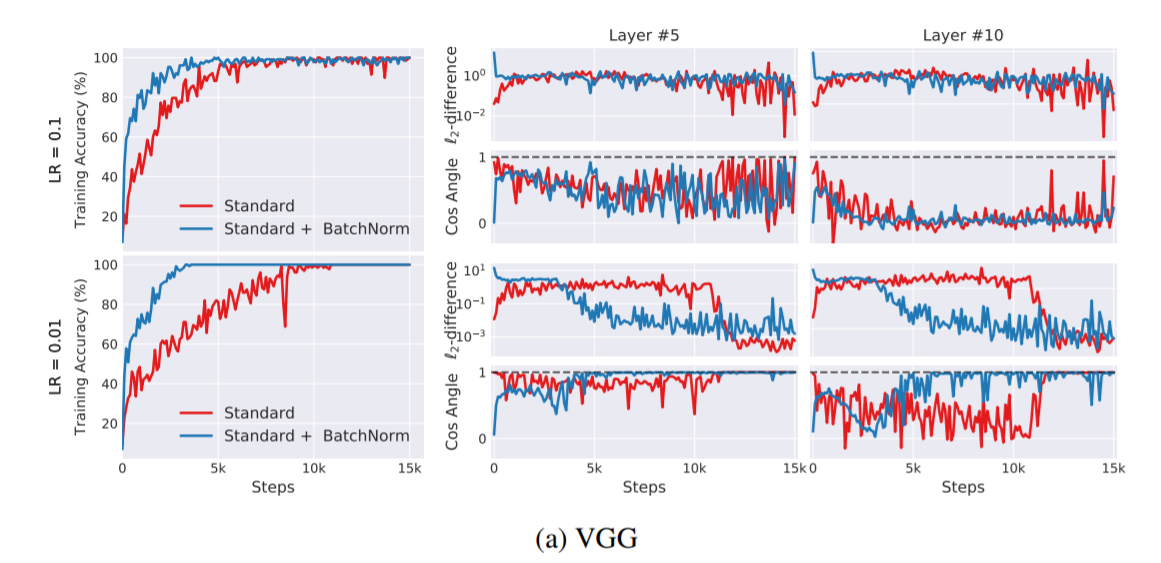 Layer #5
Layer #10
LR = 0.1
Training Accuracy (%)
100
80
60
40
20
Standard
Standard + BatchNorm
ℓ2-difference
10^0
10^−2
Cos Angle
1
0
LR = 0.01
Training Accuracy (%)
100
80
60
40
20
Standard
Standard + BatchNorm
0
5k
10k
15k
Steps
ℓ2-difference
10^1
10^−1
10^−3
Cos Angle
1
0
0
5k
10k
15k
Steps
0
5k
10k
15k
Steps
(a) VGG